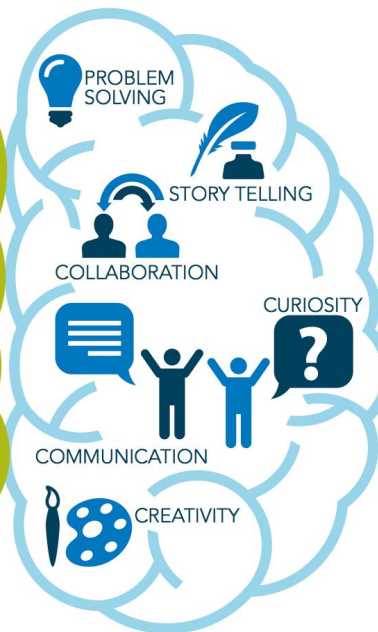 PROBLEM
SOLVING
STORY TELLING
COLLABORATION
CURIOSITY
?
COMMUNICATION
CREATIVITY